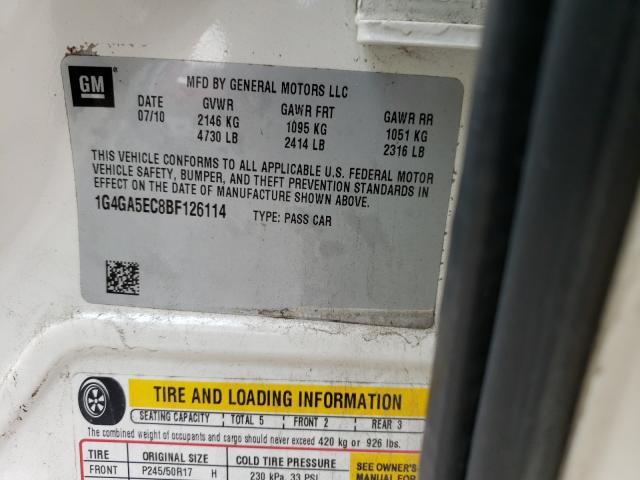 GM ®
MFD BY GENERAL MOTORS LLC
DATE GVWR GAWR FRT GAWR RR
07/10 2146 KG 1095 KG 1051 KG
4730 LB 2414 LB 2316 LB
THIS VEHICLE CONFORMS TO ALL APPLICABLE U.S. FEDERAL MOTOR
VEHICLE SAFETY, BUMPER, AND THEFT PREVENTION STANDARDS IN
EFFECT ON THE DATE OF MANUFACTURE SHOWN ABOVE.
1G4GA5EC8BF126114 TYPE: PASS CAR
TIRE AND LOADING INFORMATION
SEATING CAPACITY TOTAL 5 FRONT 2 REAR 3
The combined weight of occupants and cargo should never exceed 420 kg or 926 lbs.
TIRE ORIGINAL SIZE COLD TIRE PRESSURE SEE OWNER'S
FRONT P245/50R17 H 230 kPa, 33 PSI